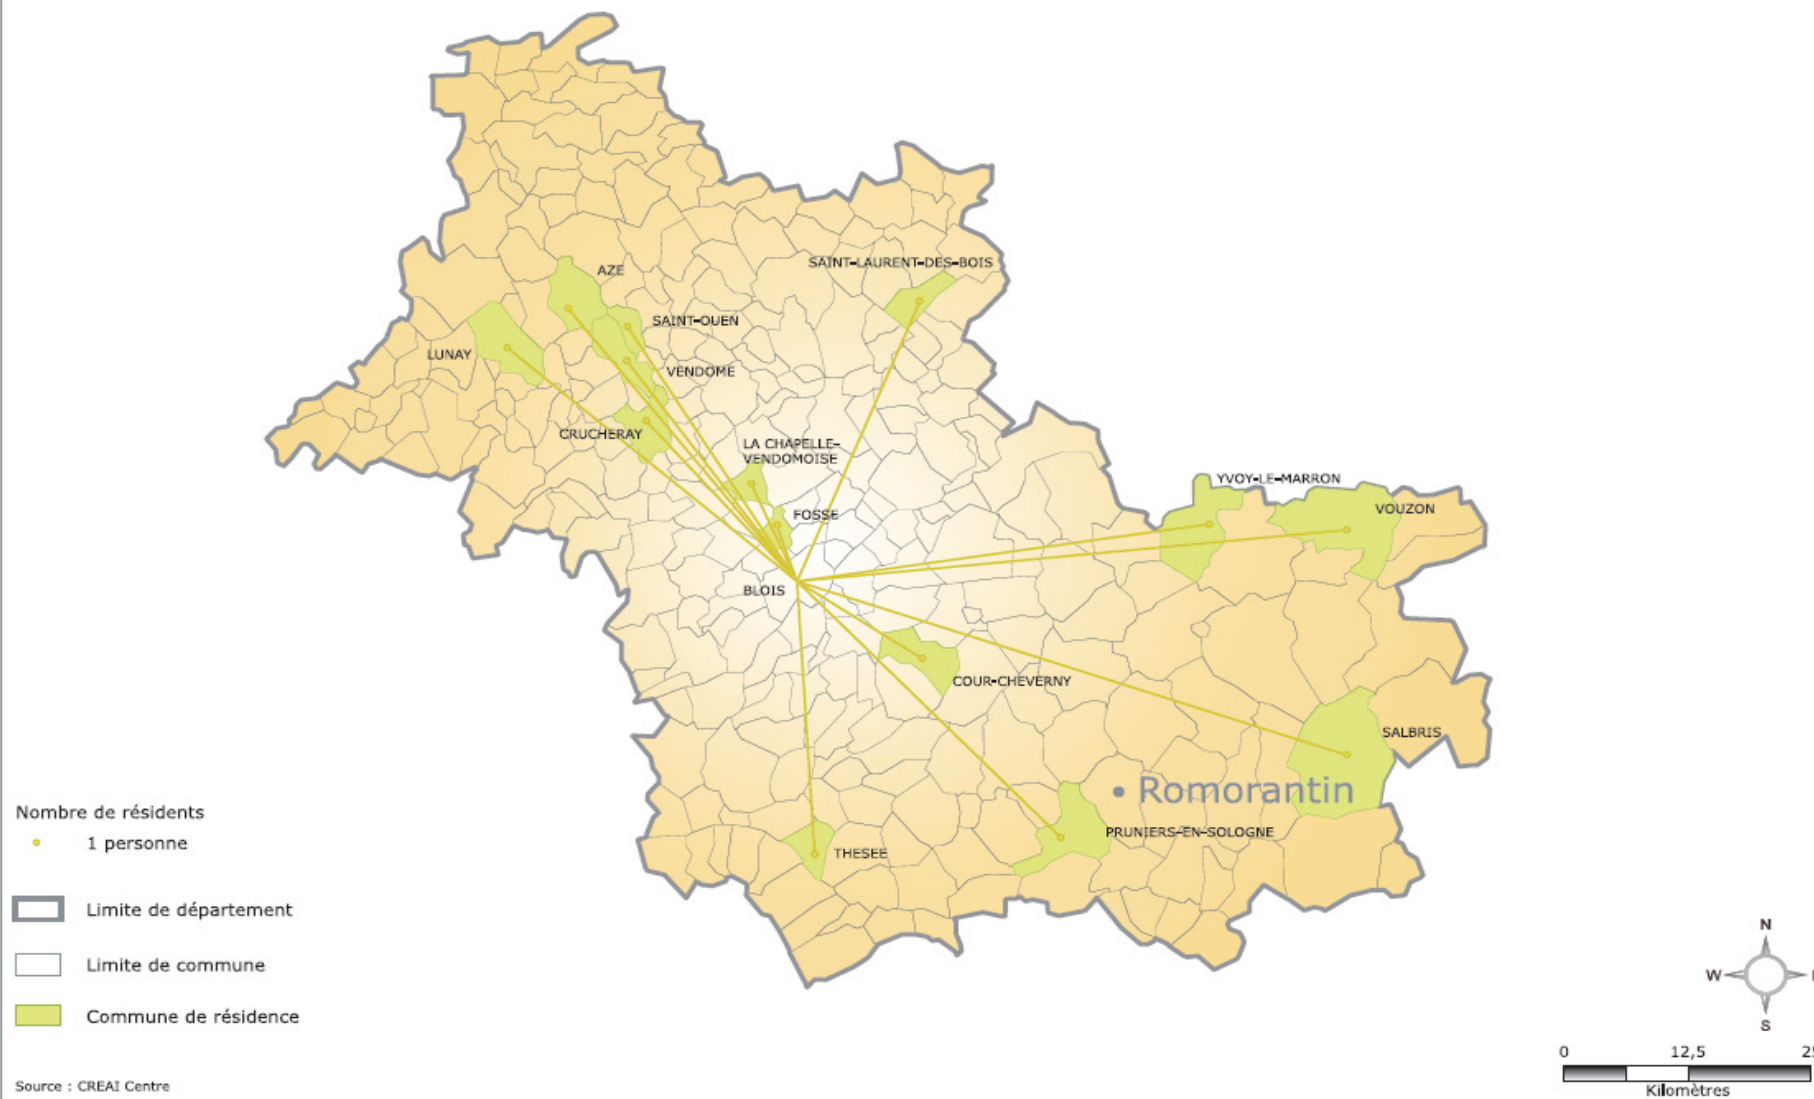 AZE
SAINT-LAURENT-DES-BOIS
SAINT-OUEN
LUNAY
VENDOME
CRUCHERAY
LA CHAPELLE-
VENDOMOISE
YVOY-LE-MARRON
VOUZON
FOSSE
BLOIS
COUR-CHEVERNY
SALBRIS
Romorantin
PRUNIERS-EN-SOLOGNE
THESEE
Nombre de résidents
1 personne
Limite de département
Limite de commune
Commune de résidence
Source : CREAI Centre
N
W
S
0 12,5
Kilomètres